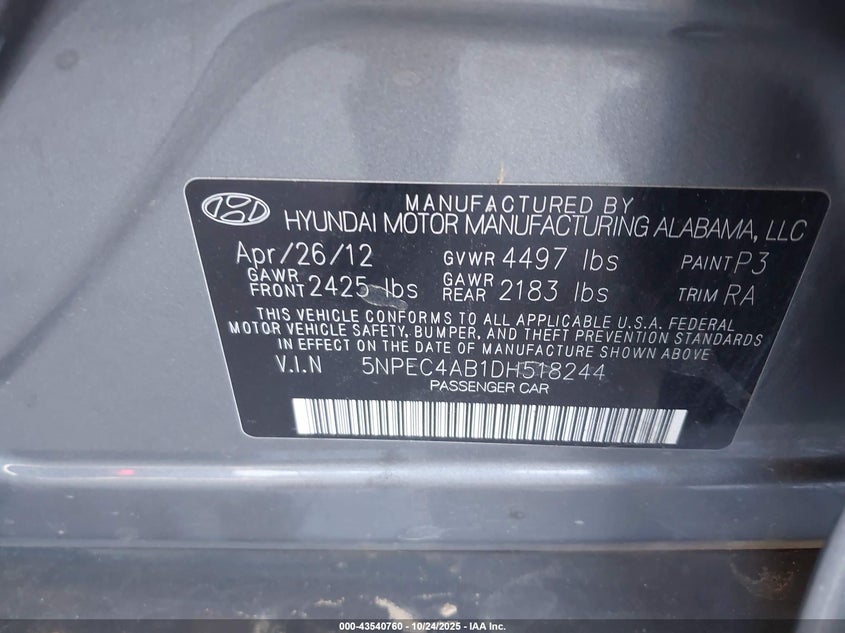 MANUFACTURED BY
HYUNDAI MOTOR MANUFACTURING ALABAMA, LLC
Apr/26/12 GVWR 4497 lbs PAINT P3
GAWR FRONT 2425 lbs GAWR REAR 2183 lbs TRIM RA
THIS VEHICLE CONFORMS TO ALL APPLICABLE U.S.A. FEDERAL
MOTOR VEHICLE SAFETY, BUMPER, AND THEFT PREVENTION STANDARDS
IN EFFECT ON THE DATE OF MANUFACTURE SHOWN ABOVE
V.I.N 5NPEC4AB1DH518244
PASSENGER CAR
000-43540760 - 10/24/2025 - IAA Inc.